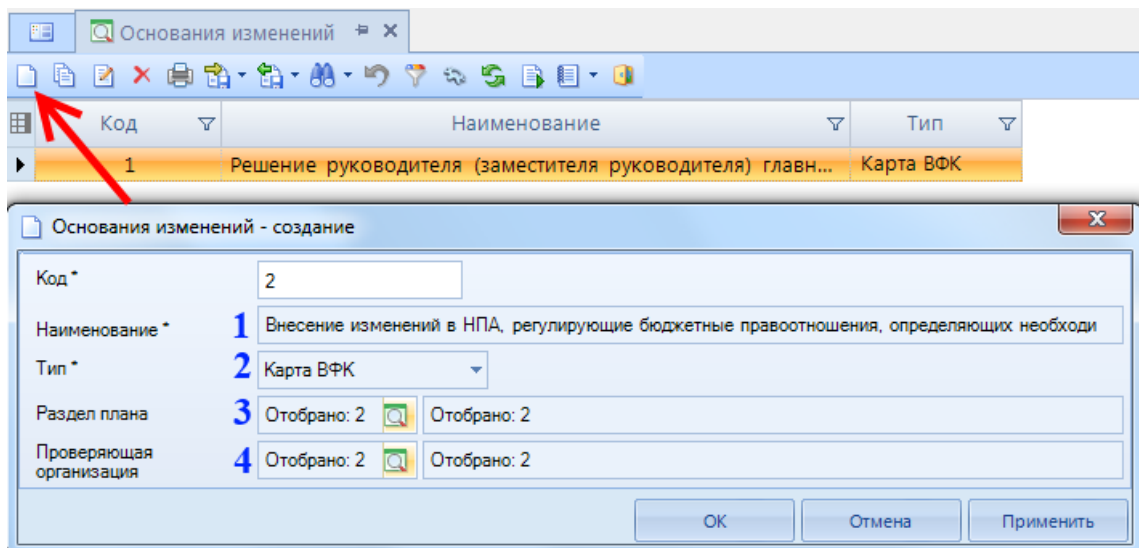 Основания изменений
Код Наименование Тип
1 Решение руководителя (заместителя руководителя) главн... Карта ВФК
Основания изменений - создание
Код * 2
Наименование * 1 Внесение изменений в НПА, регулирующие бюджетные правоотношения, определяющих необходи
Тип * 2 Карта ВФК
Раздел плана 3 Отобрано: 2 Отобрано: 2
Проверяющая
организация 4 Отобрано: 2 Отобрано: 2
ОК Отмена Применить